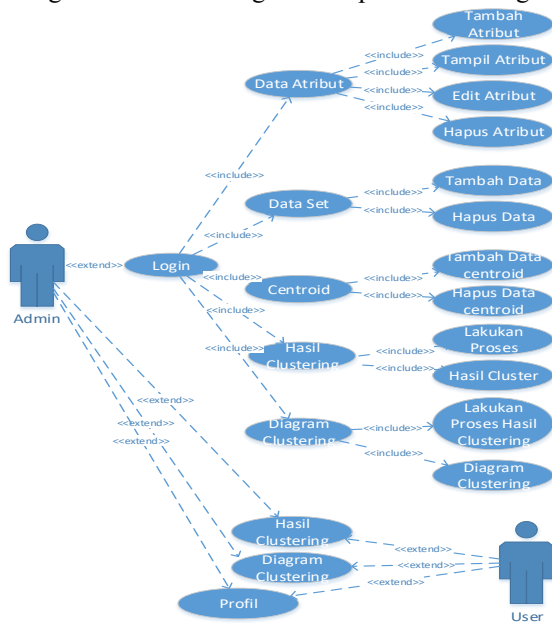 Tambah
Atribut
<<include>>
Tampil Atribut
<<include>>
Data Atribut
<<include>>
Edit Atribut
<<include>>
Hapus Atribut
<<include>>
Tambah Data
<<include>>
Data Set
<<include>>
Hapus Data
<<include>>
Admin
<<extend>>
Login
<<include>>
Centroid
<<include>>
Tambah Data
centroid
<<include>>
Hapus Data
centroid
<<include>>
Hasil
Clustering
<<include>>
Lakukan
Proses
<<include>>
Hasil Cluster
<<include>>
Diagram
Clustering
<<include>>
Lakukan
Proses Hasil
Clustering
<<include>>
Diagram
Clustering
<<extend>>
<<extend>>
<<extend>>
Hasil
Clustering
<<extend>>
Diagram
Clustering
<<extend>>
Profil
<<extend>>
User